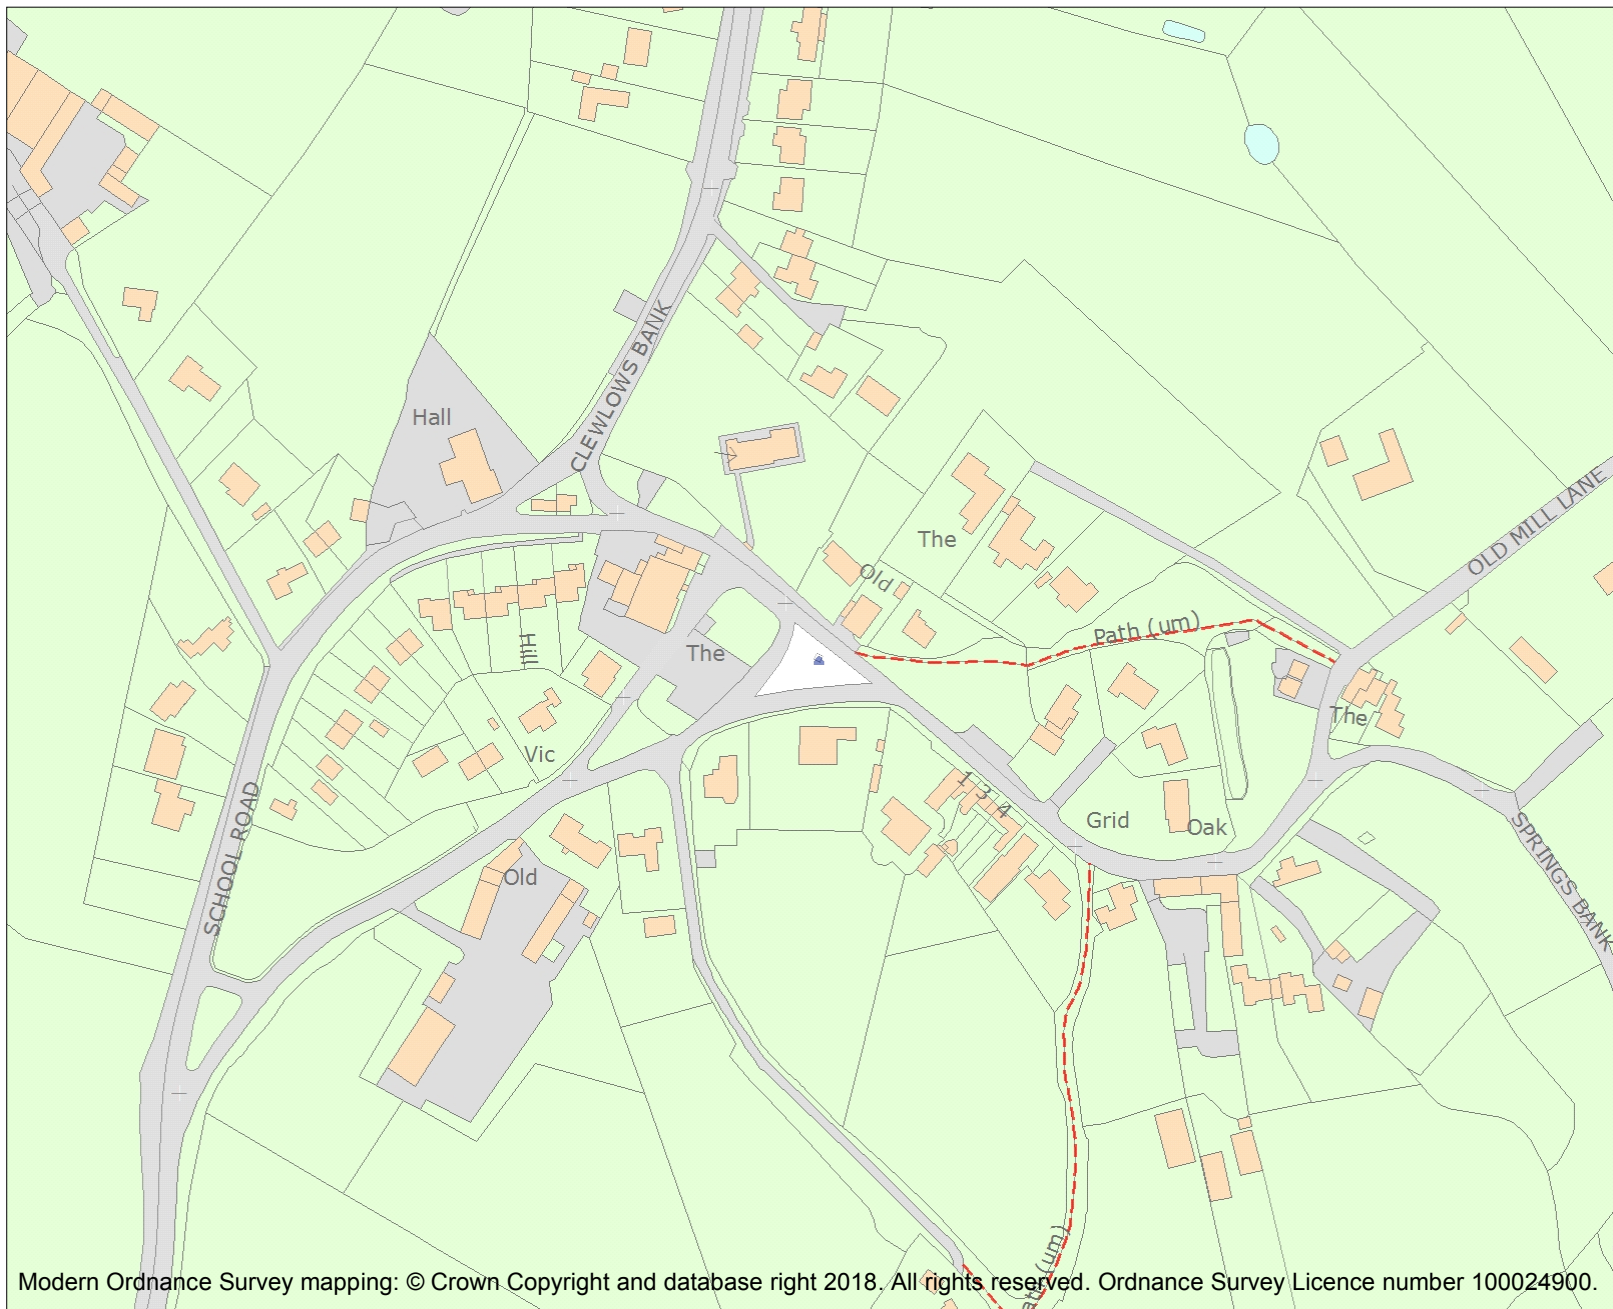 CLEWLOWS BANK
Hall
OLD MILL LANE
The
Old
Path (um)
Hill
The
The
Vic
1 3 4
SCHOOL ROAD
Grid
Oak
SPRINGS BANK
Old
Path (um)
Modern Ordnance Survey mapping: © Crown Copyright and database right 2018. All rights reserved. Ordnance Survey Licence number 100024900.